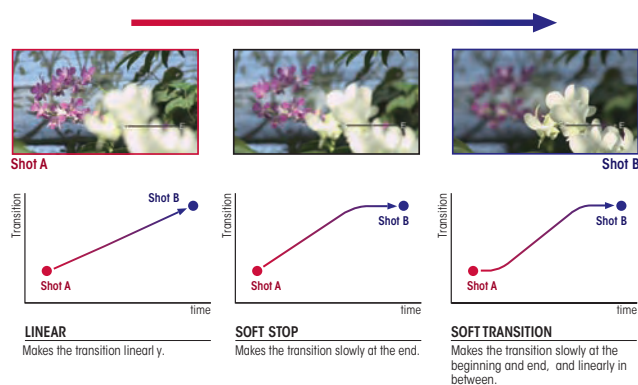 Shot A
Shot B
Transition
Shot B
Shot A
time
Transition
Shot B
Shot A
time
Transition
Shot B
Shot A
time
LINEAR
Makes the transition linearl y.
SOFT STOP
Makes the transition slowly at the end.
SOFT TRANSITION
Makes the transition slowly at the
beginning and end, and linearly in
between.